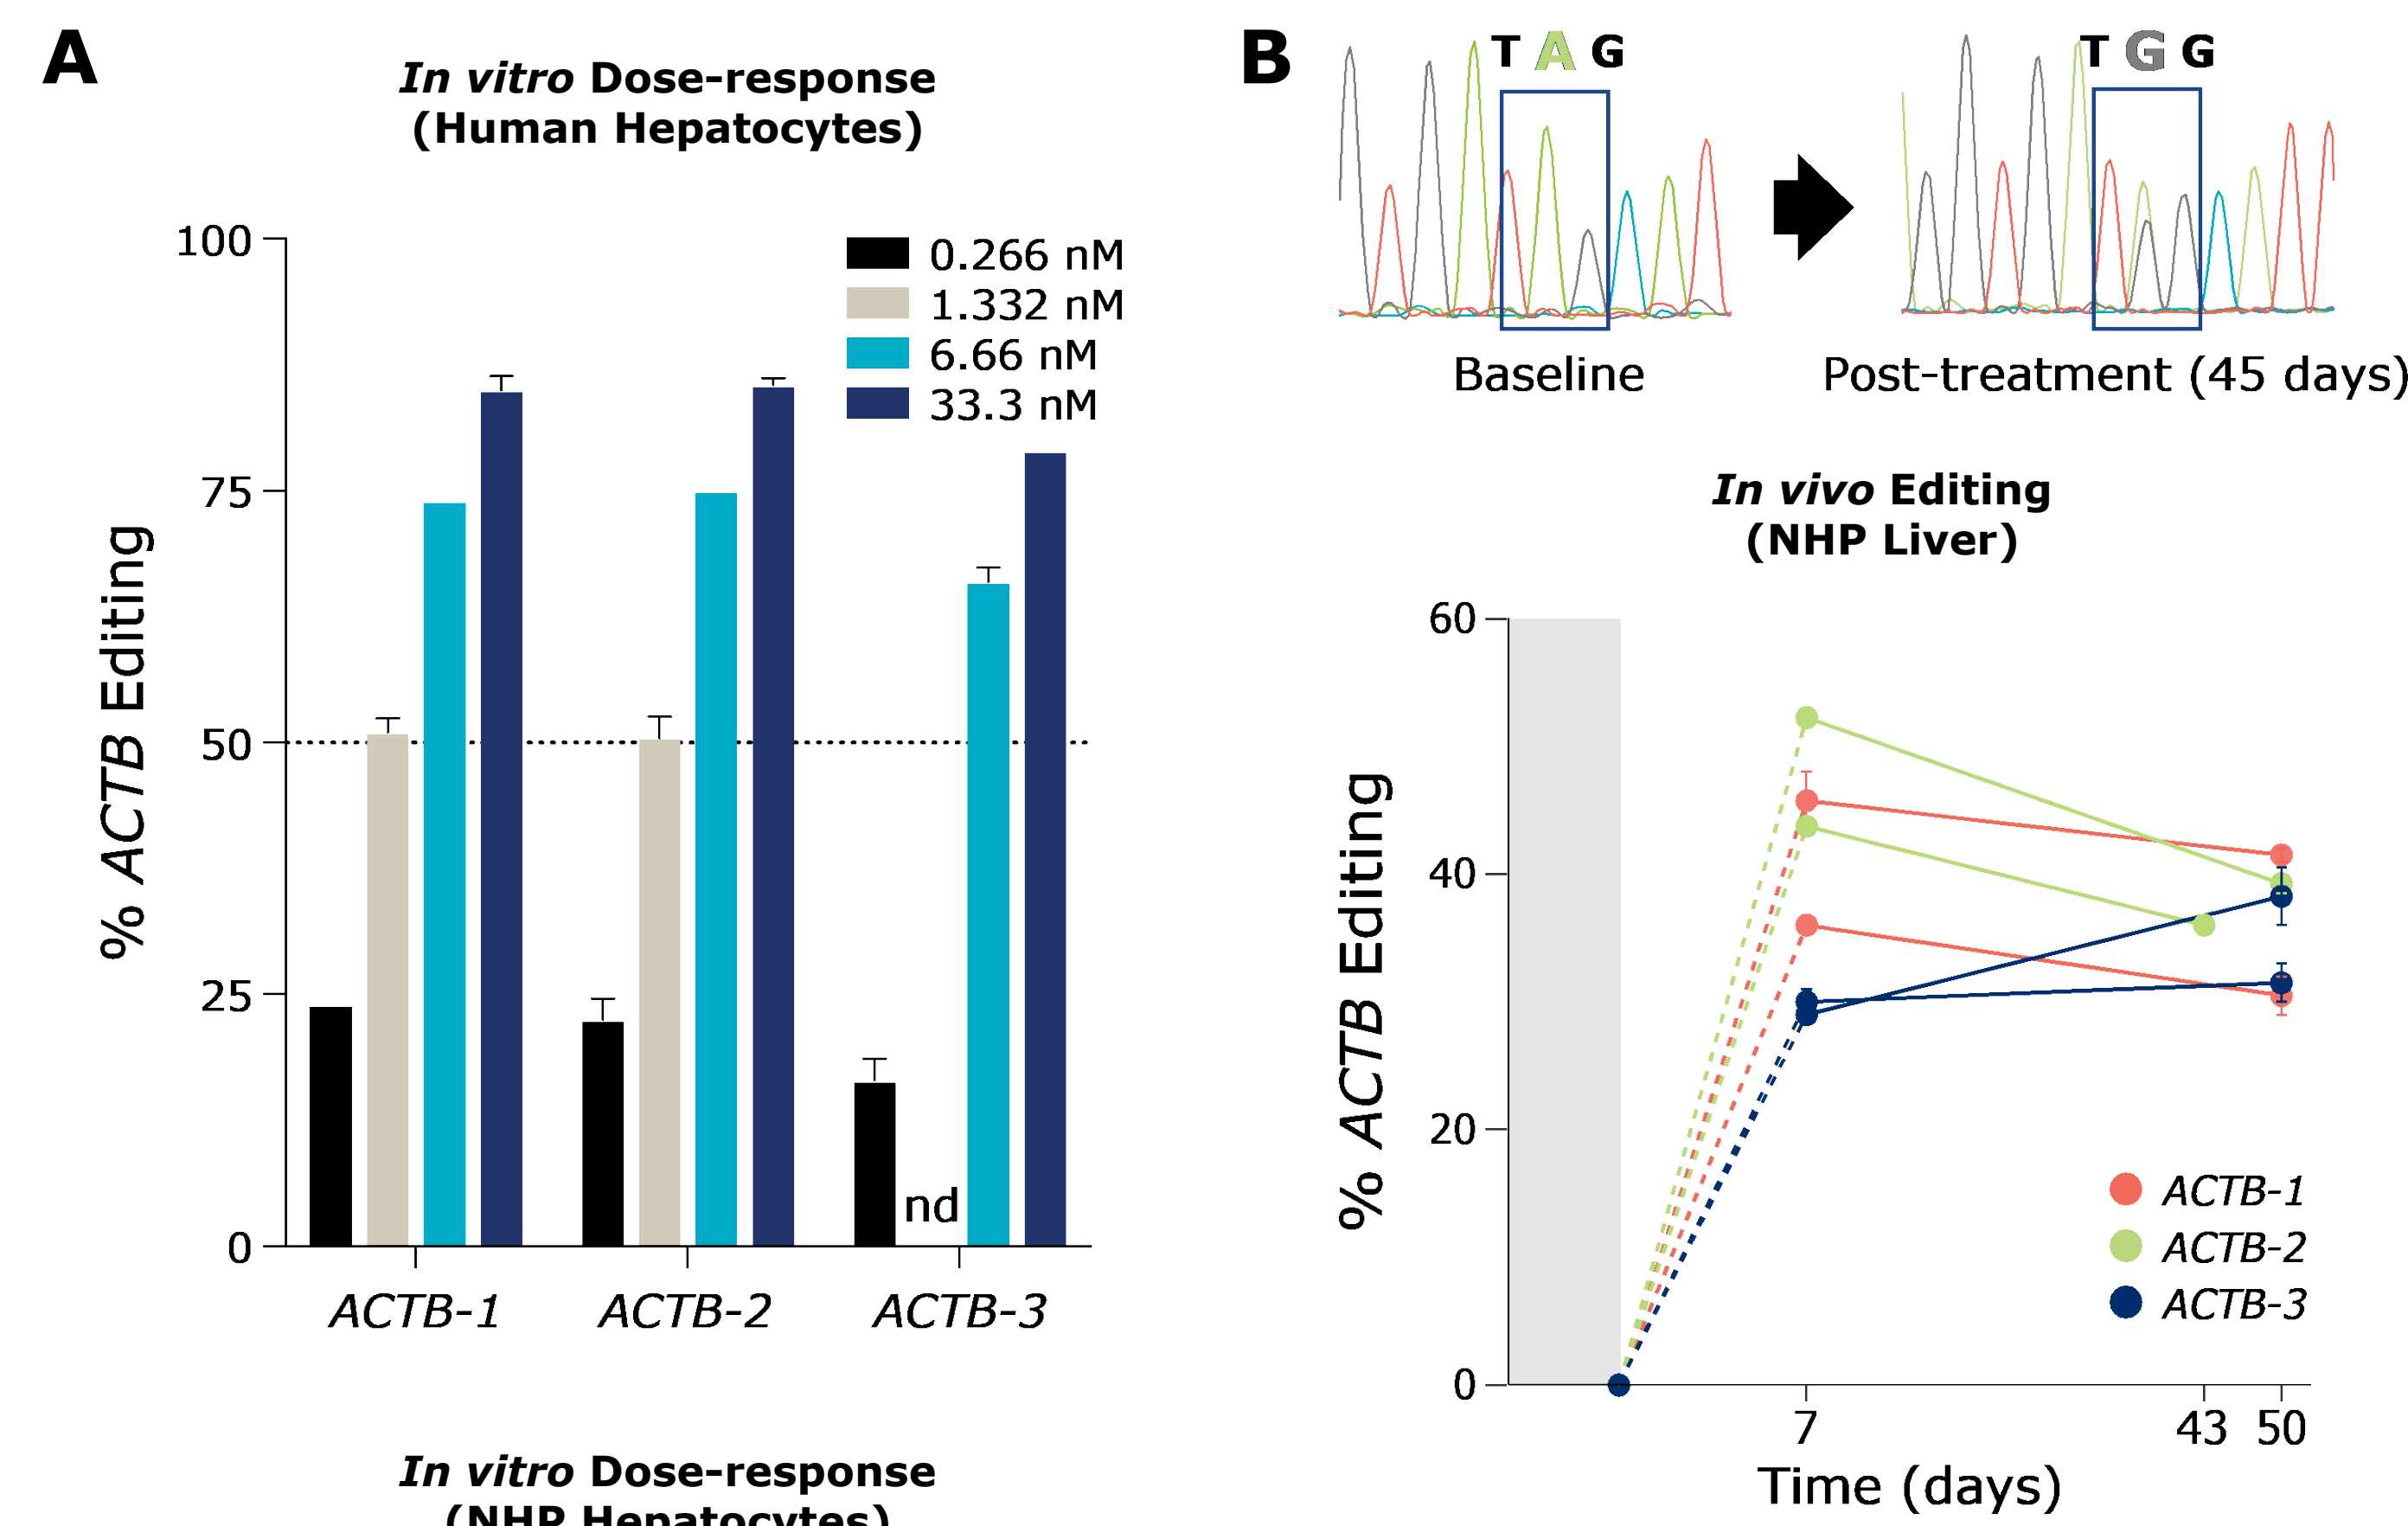 A
In vitro Dose-response
(Human Hepatocytes)
% ACTB Editing
100
75
50
25
0
0.266 nM
1.332 nM
6.66 nM
33.3 nM
nd
ACTB-1
ACTB-2
ACTB-3
In vitro Dose-response
(NHP Hepatocytes)
B
T A G
T G G
Baseline
Post-treatment (45 days)
In vivo Editing
(NHP Liver)
% ACTB Editing
60
40
20
0
ACTB-1
ACTB-2
ACTB-3
7
43
50
Time (days)